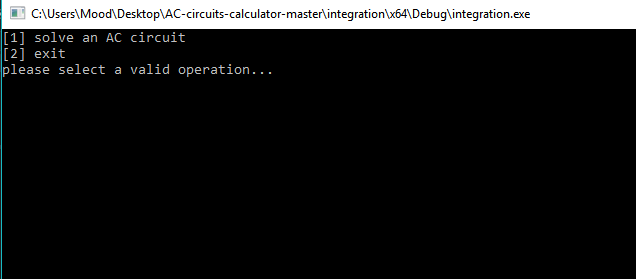 C:\Users\Mood\Desktop\AC-circuits-calculator-master\integration\x64\Debug\integration.exe
[1] solve an AC circuit
[2] exit
please select a valid operation...